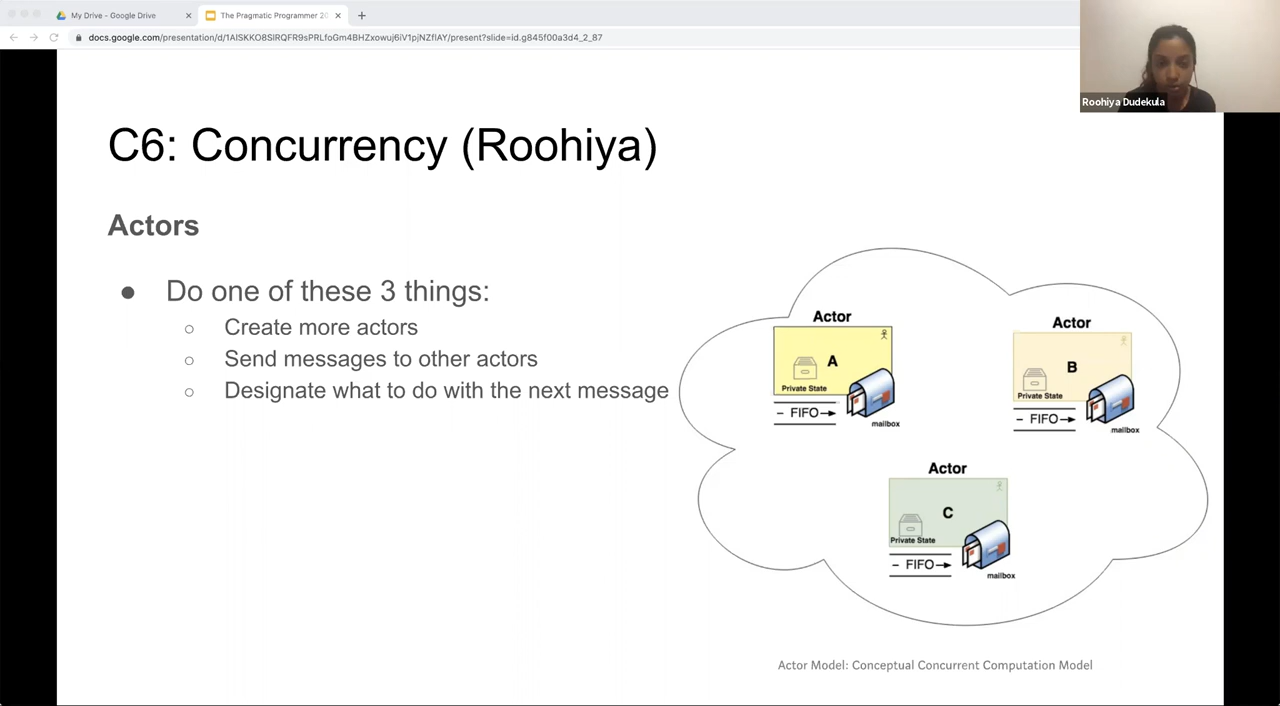 My Drive - Google Drive
The Pragmatic Programmer 20
docs.google.com/presentation/d/1AlSKKO8SlRQFR9sPRLfoGm4BHZxowuj6iV1pjNZflAY/present?slide=id.g845f00a3d4_2_87
Roohiya Dudekula
C6: Concurrency (Roohiya)
Actors
● Do one of these 3 things:
○ Create more actors
○ Send messages to other actors
○ Designate what to do with the next message
Actor
A
Private State
FIFO
mailbox
Actor
B
Private State
FIFO
mailbox
Actor
C
Private State
FIFO
mailbox
Actor Model: Conceptual Concurrent Computation Model